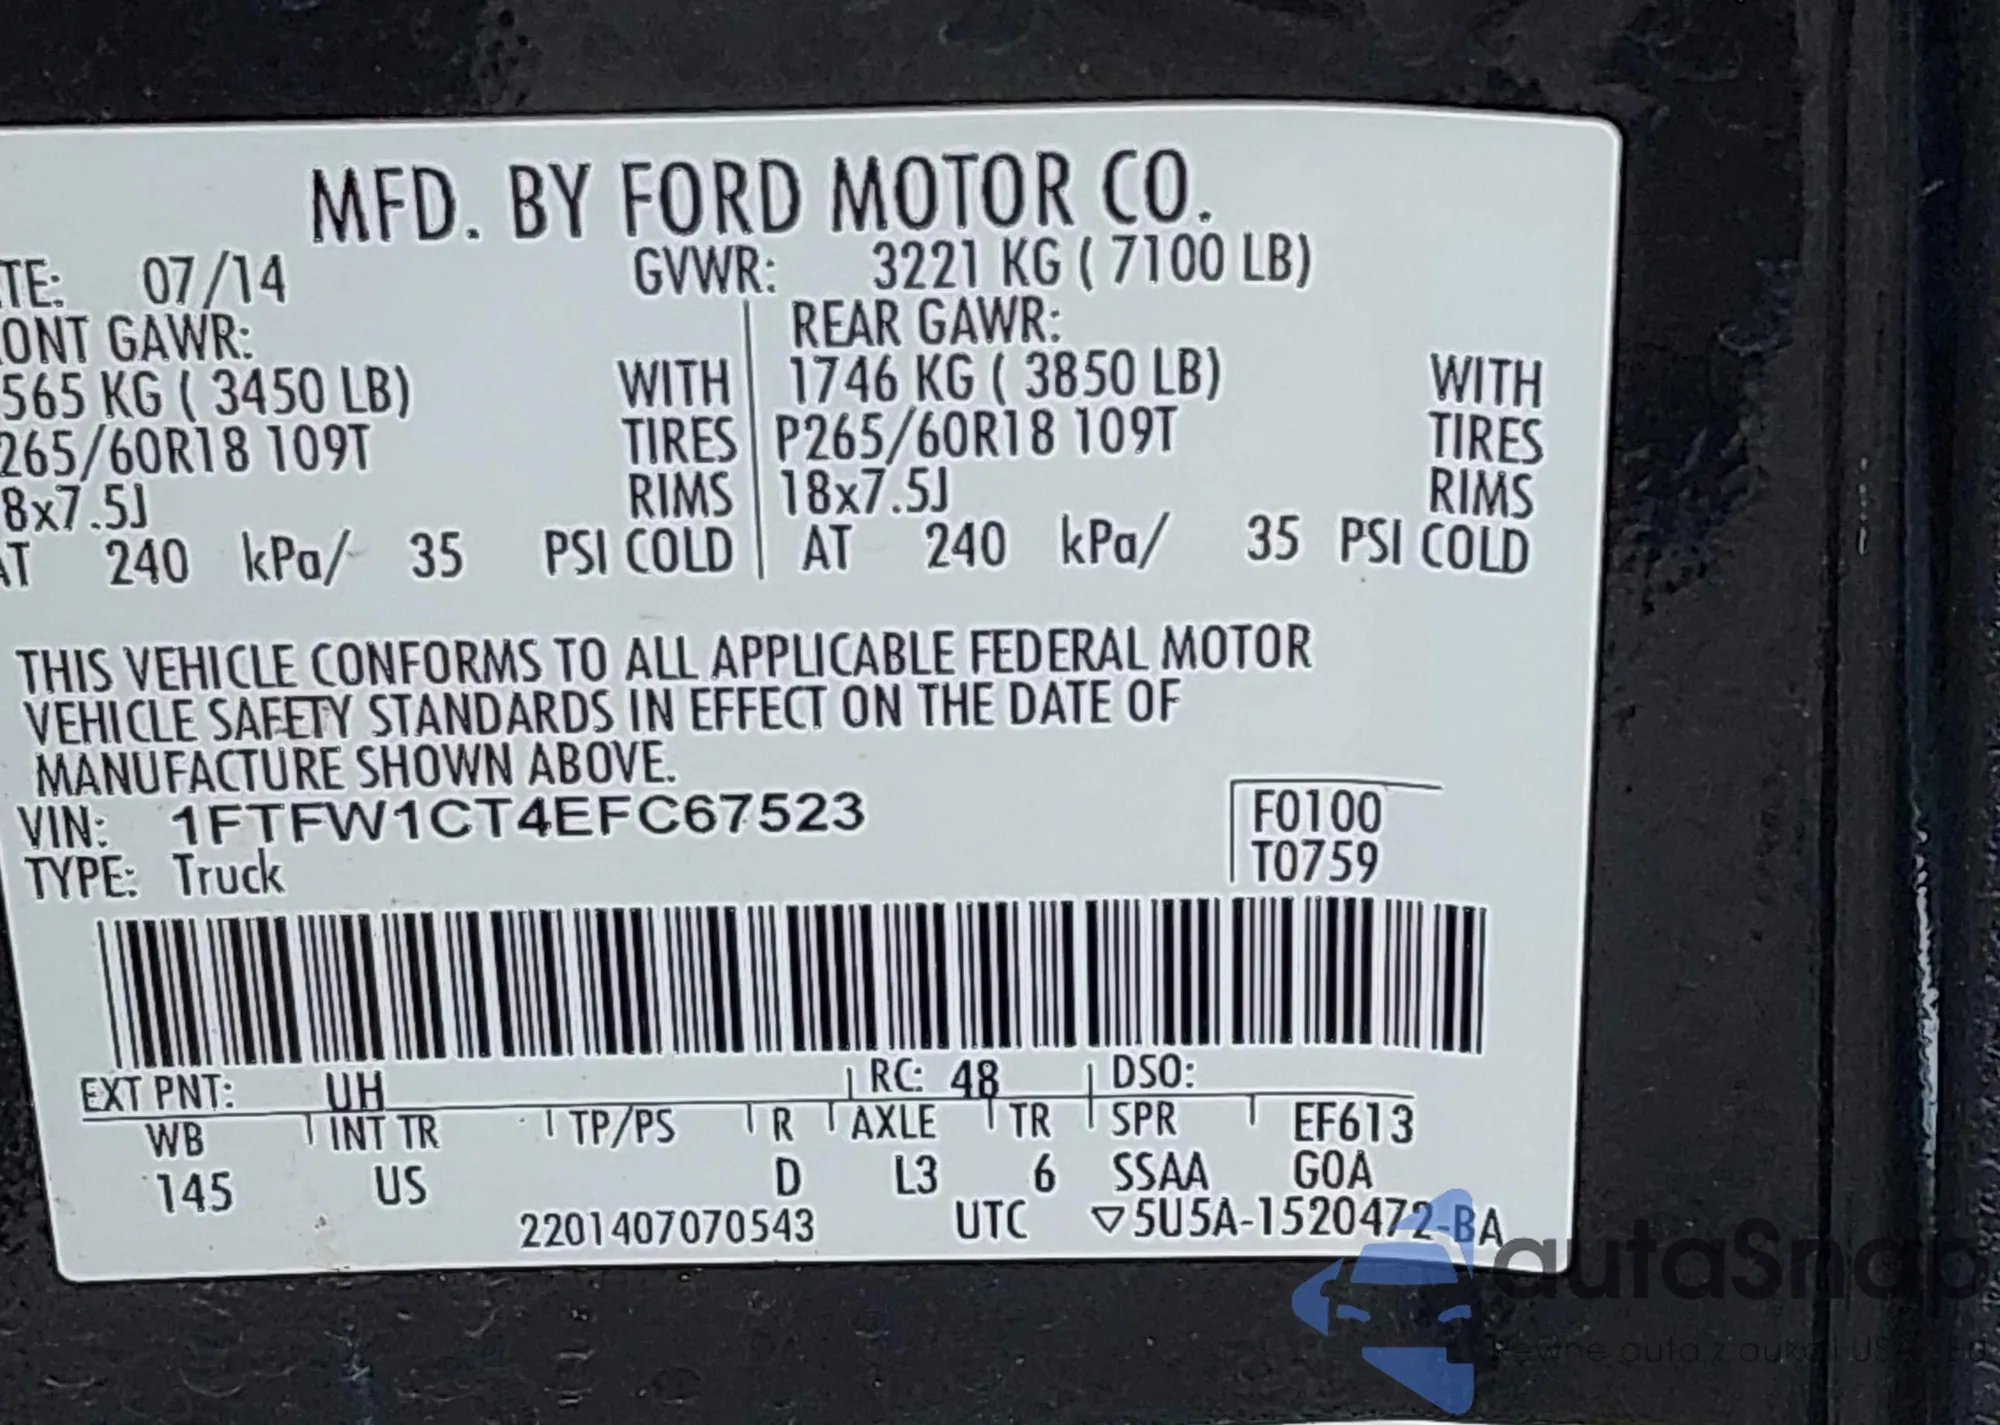 MFD. BY FORD MOTOR CO.
TE: 07/14 GVWR: 3221 KG ( 7100 LB)
ONT GAWR: REAR GAWR:
565 KG ( 3450 LB) WITH 1746 KG ( 3850 LB) WITH
265/60R18 109T TIRES P265/60R18 109T TIRES
8x7.5J RIMS 18x7.5J RIMS
AT 240 kPa/ 35 PSI COLD AT 240 kPa/ 35 PSI COLD
THIS VEHICLE CONFORMS TO ALL APPLICABLE FEDERAL MOTOR
VEHICLE SAFETY STANDARDS IN EFFECT ON THE DATE OF
MANUFACTURE SHOWN ABOVE.
VIN: 1FTFW1CT4EFC67523 F0100
TYPE: Truck T0759
EXT PNT: UH RC: 48 DSO:
WB INT TR TP/PS R AXLE TR SPR EF613
145 US D L3 6 SSAA G0A
2201407070543 UTC ▽5U5A-1520472-BA
autaSnap
Pewne auta z aukcji USA